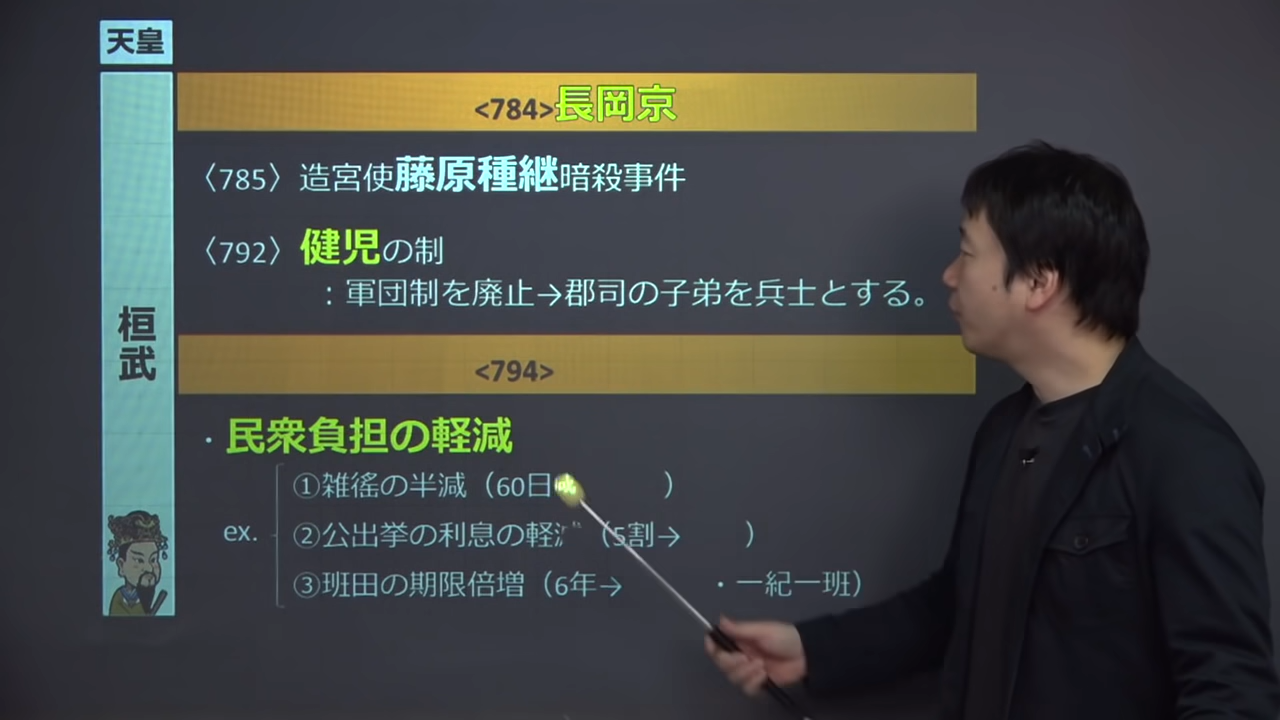 天皇
桓武
<784>長岡京
〈785〉造宮使藤原種継暗殺事件
〈792〉健児の制
：軍団制を廃止→郡司の子弟を兵士とする。
<794>
・民衆負担の軽減
ex.
①雑徭の半減（60日　　　）
②公出挙の利息の軽減（5割→　　）
③班田の期限倍増（6年→　　・一紀一班）